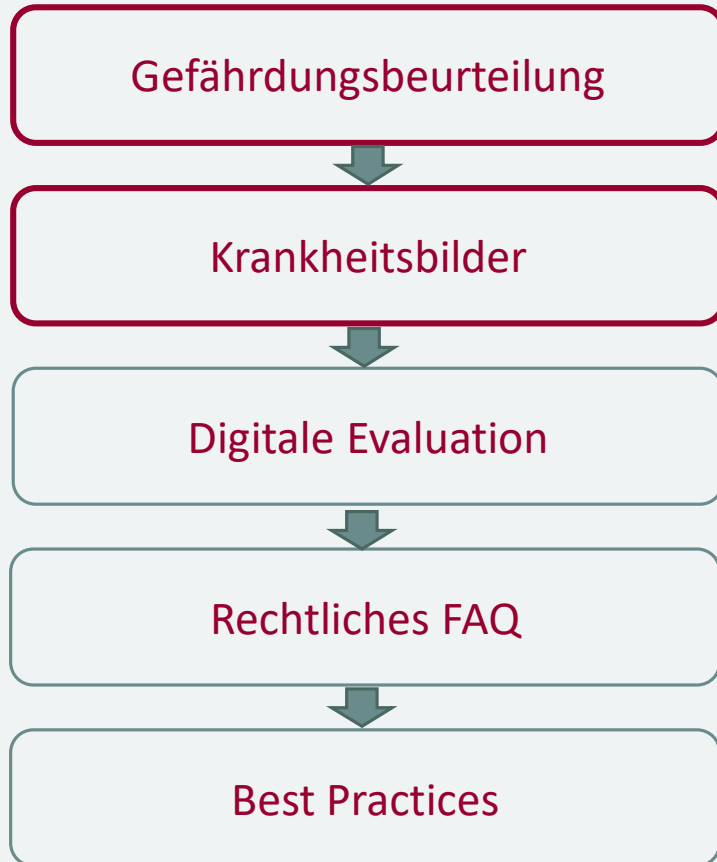 Gefährdungsbeurteilung
Krankheitsbilder
Digitale Evaluation
Rechtliches FAQ
Best Practices